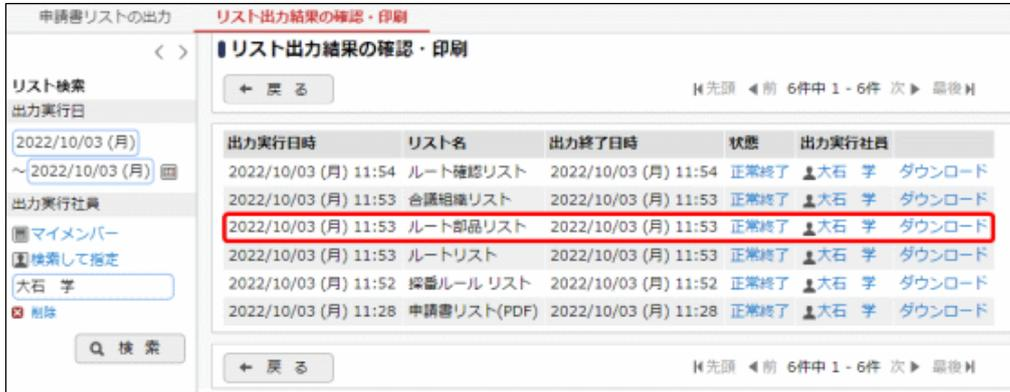 申請書リストの出力 リスト出力結果の確認・印刷
リスト出力結果の確認・印刷
リスト検索
出力実行日
2022/10/03 (月)
～ 2022/10/03 (月)
出力実行社員
マイメンバー
検索して指定
大石 学
削除
検索
戻る
先頭 前 6件中 1 - 6件 次 最後
出力実行日時 リスト名 出力終了日時 状態 出力実行社員
2022/10/03 (月) 11:54 ルート確認リスト 2022/10/03 (月) 11:54 正常終了 大石 学 ダウンロード
2022/10/03 (月) 11:53 合議組織リスト 2022/10/03 (月) 11:53 正常終了 大石 学 ダウンロード
2022/10/03 (月) 11:53 ルート部品リスト 2022/10/03 (月) 11:53 正常終了 大石 学 ダウンロード
2022/10/03 (月) 11:53 ルートリスト 2022/10/03 (月) 11:53 正常終了 大石 学 ダウンロード
2022/10/03 (月) 11:52 採番ルール リスト 2022/10/03 (月) 11:52 正常終了 大石 学 ダウンロード
2022/10/03 (月) 11:28 申請書リスト(PDF) 2022/10/03 (月) 11:28 正常終了 大石 学 ダウンロード
戻る
先頭 前 6件中 1 - 6件 次 最後